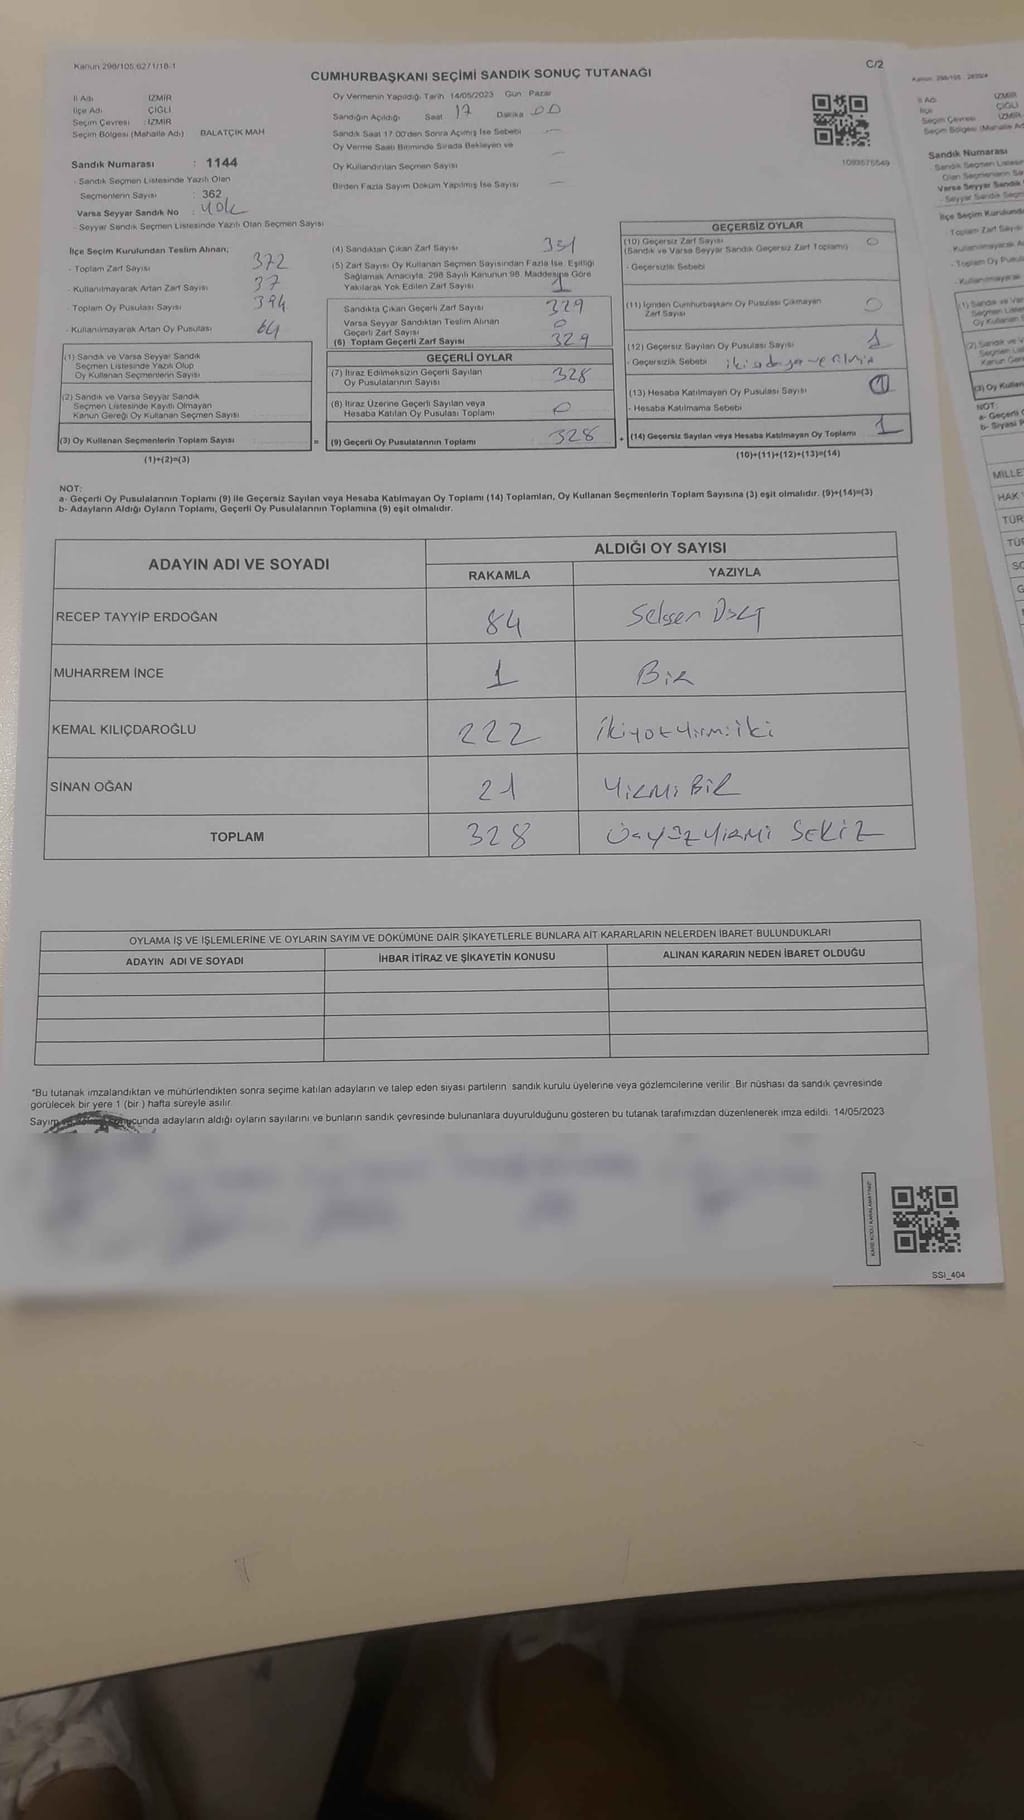 Kanun 298/105 627/1/18-1
C/2
CUMHURBAŞKANI SEÇİMİ SANDIK SONUÇ TUTANAĞI
İl Adı İZMİR
İlçe Adı ÇİĞLİ
Seçim Çevresi : İZMİR
Seçim Bölgesi (Mahalle Adı) BALATÇIK MAH
Oy Vermenin Yapıldığı Tarih 14/05/2023 Gün Pazar
Sandığın Açıldığı Saat 17 Dakika 00
Sandık Saat 17 00'den Sonra Açılmış İse Sebebi —
Oy Verme Saati Bitiminde Sırada Bekleyen ve
Oy Kullandırılan Seçmen Sayısı —
Birden Fazla Sayım Döküm Yapılmış İse Sayısı —
1093575549
Sandık Numarası : 1144
- Sandık Seçmen Listesinde Yazılı Olan
Seçmenlerin Sayısı : 362
Varsa Seyyar Sandık No : YOK
- Seyyar Sandık Seçmen Listesinde Yazılı Olan Seçmen Sayısı
İlçe Seçim Kurulundan Teslim Alınan;
- Toplam Zarf Sayısı 372
- Kullanılmayarak Artan Zarf Sayısı 37
- Toplam Oy Pusulası Sayısı 394
- Kullanılmayarak Artan Oy Pusulası 64
(1) Sandık ve Varsa Seyyar Sandık
Seçmen Listesinde Yazılı Olup
Oy Kullanan Seçmenlerin Sayısı
(2) Sandık ve Varsa Seyyar Sandık
Seçmen Listesinde Kayıtlı Olmayan
Kanun Gereği Oy Kullanan Seçmen Sayısı
(3) Oy Kullanan Seçmenlerin Toplam Sayısı
(1)+(2)=(3)
(4) Sandıktan Çıkan Zarf Sayısı 331
(5) Zarf Sayısı Oy Kullanan Seçmen Sayısından Fazla İse, Eşitliği
Sağlamak Amacıyla, 298 Sayılı Kanunun 98. Maddesine Göre
Yakılarak Yok Edilen Zarf Sayısı 1
Sandıkta Çıkan Geçerli Zarf Sayısı 329
Varsa Seyyar Sandıktan Teslim Alınan
Geçerli Zarf Sayısı 0
(6) Toplam Geçerli Zarf Sayısı 329
GEÇERLİ OYLAR
(7) İtiraz Edilmeksizin Geçerli Sayılan
Oy Pusulalarının Sayısı 328
(8) İtiraz Üzerine Geçerli Sayılan veya
Hesaba Katılan Oy Pusulası Toplamı 0
= (9) Geçerli Oy Pusulalarının Toplamı 328
GEÇERSİZ OYLAR
(10) Geçersiz Zarf Sayısı 0
(Sandık ve Varsa Seyyar Sandık Geçersiz Zarf Toplamı)
- Geçersizlik Sebebi
(11) İçinden Cumhurbaşkanı Oy Pusulası Çıkmayan
Zarf Sayısı 0
(12) Geçersiz Sayılan Oy Pusulası Sayısı 1
- Geçersizlik Sebebi
(13) Hesaba Katılmayan Oy Pusulası Sayısı
- Hesaba Katılmama Sebebi
+ (14) Geçersiz Sayılan veya Hesaba Katılmayan Oy Toplamı 1
(10)+(11)+(12)+(13)=(14)
NOT:
a- Geçerli Oy Pusulalarının Toplamı (9) ile Geçersiz Sayılan veya Hesaba Katılmayan Oy Toplamı (14) Toplamları, Oy Kullanan Seçmenlerin Toplam Sayısına (3) eşit olmalıdır. (9)+(14)=(3)
b- Adayların Aldığı Oyların Toplamı, Geçerli Oy Pusulalarının Toplamına (9) eşit olmalıdır.
ADAYIN ADI VE SOYADI
ALDIĞI OY SAYISI
RAKAMLA YAZIYLA
RECEP TAYYİP ERDOĞAN 84 Seksen Dört
MUHARREM İNCE 1 Bir
KEMAL KILIÇDAROĞLU 222 İkiyüzyirmiiki
SİNAN OĞAN 21 Yirmi Bir
TOPLAM 328 Üçyüzyirmi Sekiz
OYLAMA İŞ VE İŞLEMLERİNE VE OYLARIN SAYIM VE DÖKÜMÜNE DAİR ŞİKAYETLERLE BUNLARA AİT KARARLARIN NELERDEN İBARET BULUNDUKLARI
ADAYIN ADI VE SOYADI İHBAR İTİRAZ VE ŞİKAYETİN KONUSU ALINAN KARARIN NEDEN İBARET OLDUĞU
"Bu tutanak imzalandıktan ve mühürlendikten sonra seçime katılan adayların ve talep eden siyasi partilerin sandık kurulu üyelerine veya gözlemcilerine verilir. Bir nüshası da sandık çevresinde
görülecek bir yere 1 (bir) hafta süreyle asılır.
adayların aldığı oyların sayılarını ve bunların sandık çevresinde bulunanlara duyurulduğunu gösteren bu tutanak tarafımızdan düzenlenerek imza edildi. 14/05/2023
SSI_404
İl Adı İZMİR
İlçe ÇİĞLİ
Seçim Çevresi İZMİR
Seçim Bölgesi (Mahalle Adı)
Sandık Numarası
NOT:
MİLLE
HAK
TÜR